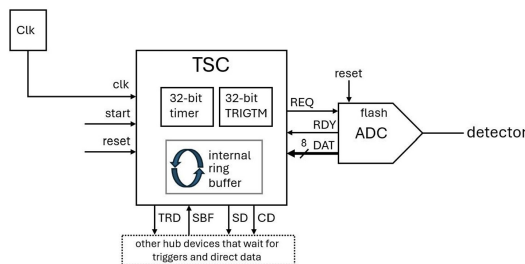 Clk
TSC
clk
32-bit
timer
32-bit
TRIGTM
start
reset
internal
ring
buffer
REQ
RDY
8
DAT
reset
flash
ADC
detector
TRD
SBF
SD
CD
other hub devices that wait for
triggers and direct data